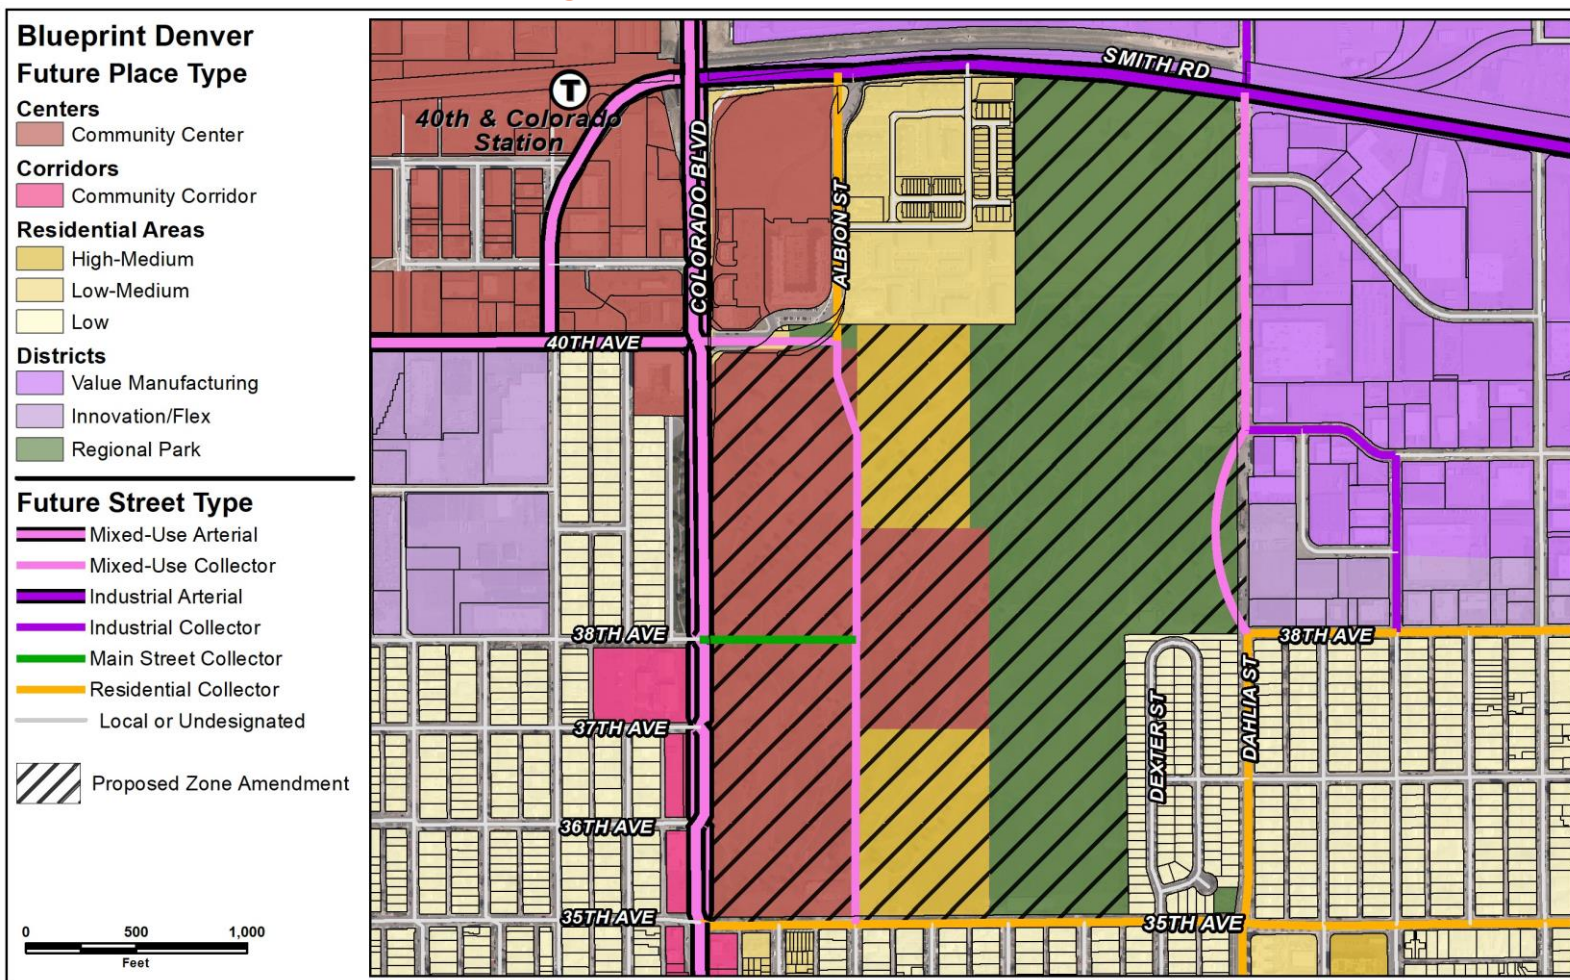 Blueprint Denver
Future Place Type
Centers
Community Center
Corridors
Community Corridor
Residential Areas
High-Medium
Low-Medium
Low
Districts
Value Manufacturing
Innovation/Flex
Regional Park
Future Street Type
Mixed-Use Arterial
Mixed-Use Collector
Industrial Arterial
Industrial Collector
Main Street Collector
Residential Collector
Local or Undesignated
Proposed Zone Amendment
0 500 1,000
Feet
T
40th & Colorado
Station
SMITH RD
COLORADO BLVD
ALBION ST
40TH AVE
38TH AVE
38TH AVE
37TH AVE
DEXTER ST
DAHLIA ST
36TH AVE
35TH AVE
35TH AVE